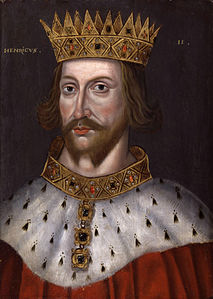 HENRICVS . II .